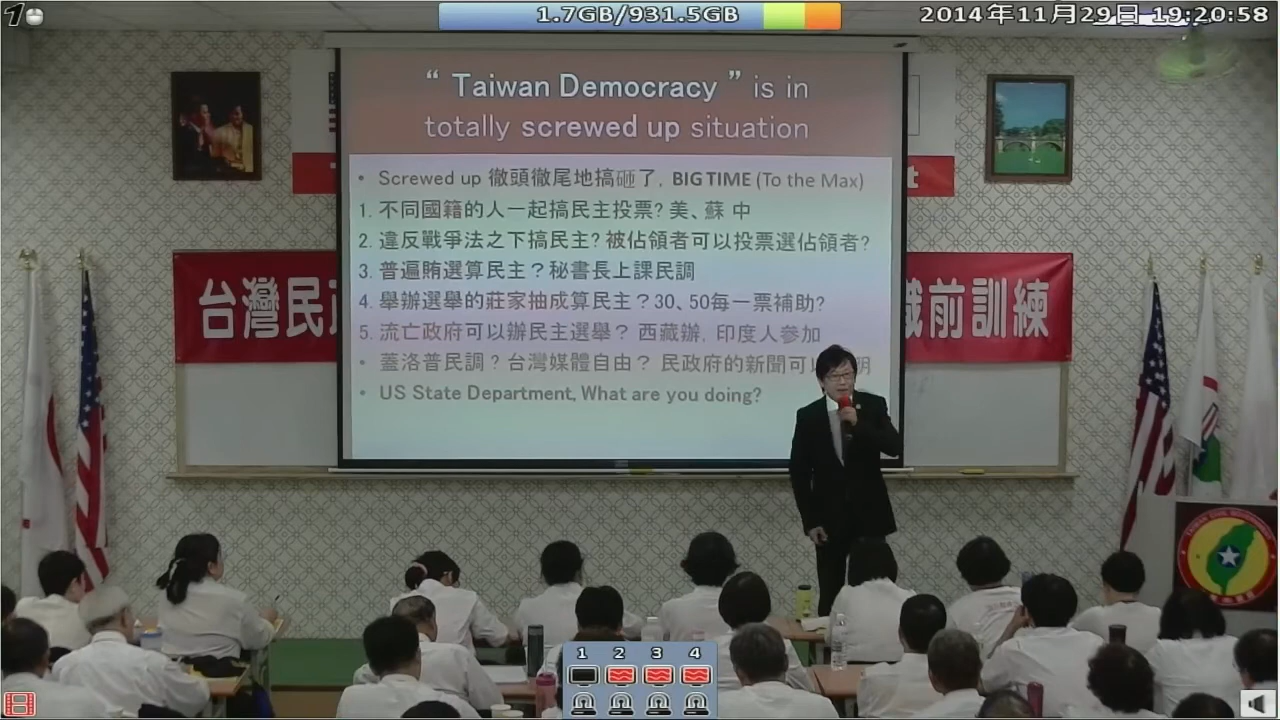 1
1.7GB/931.5GB
2014年11月29日 19:20:58
“ Taiwan Democracy ” is in
totally screwed up situation
• Screwed up 徹頭徹尾地搞砸了, BIG TIME (To the Max)
1. 不同國籍的人一起搞民主投票? 美、蘇 中
2. 違反戰爭法之下搞民主? 被佔領者可以投票選佔領者?
3. 普遍賄選算民主？秘書長上課民調
4. 舉辦選舉的莊家抽成算民主？30、50每一票補助?
5. 流亡政府可以辦民主選舉？ 西藏辦, 印度人參加
• 蓋洛普民調？台灣媒體自由？ 民政府的新聞可
• US State Department, What are you doing?
t
台灣民
職前訓練
1 2 3 4